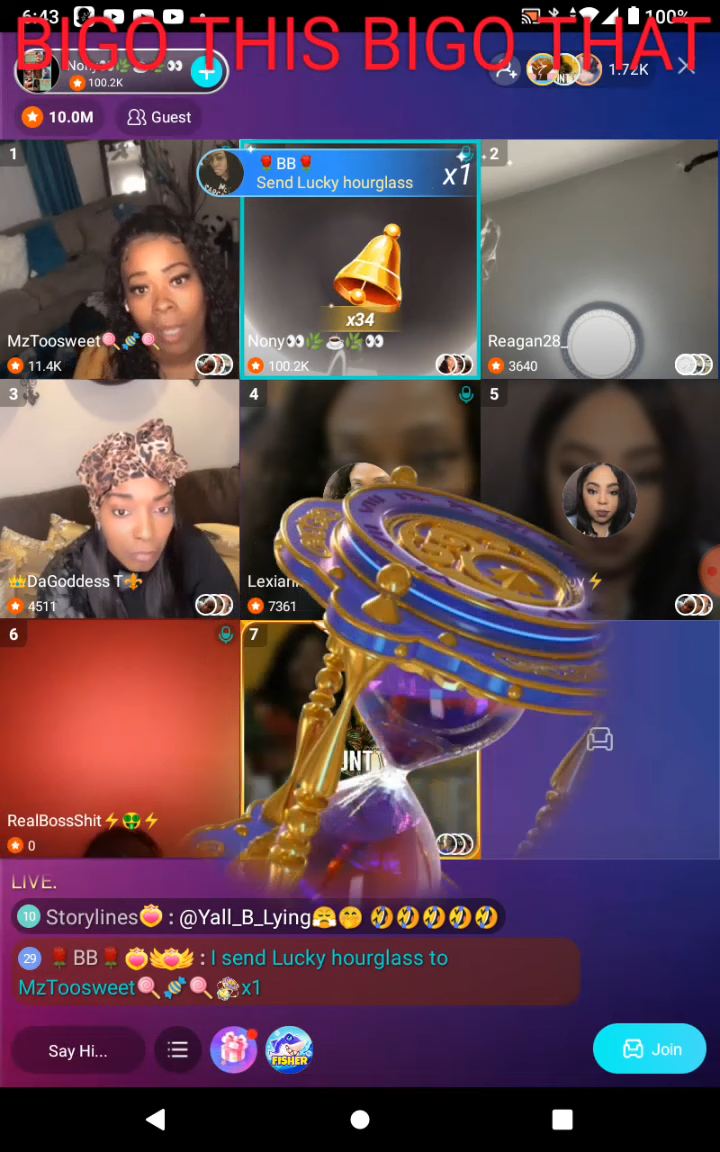 BIGO THIS BIGO THAT
6:43
100%
Nony
100.2K
1.72K
10.0M
Guest
1
🌹BB🌹
Send Lucky hourglass
x1
2
x34
MzToosweet🍭🍬🍭
11.4K
Nony👀🌿☕🌿👀
100.2K
Reagan28_
3640
3
4
5
👑DaGoddess T⚜
4511
7361
6
7
UNT
RealBossShit⚡🤑⚡
0
LIVE.
10 Storylines : @Yall_B_Lying😤🤭 🤣🤣🤣🤣🤣
29 🌹BB🌹 : I send Lucky hourglass to
MzToosweet🍭🍬🍭 x1
Say Hi...
FISHER
Join